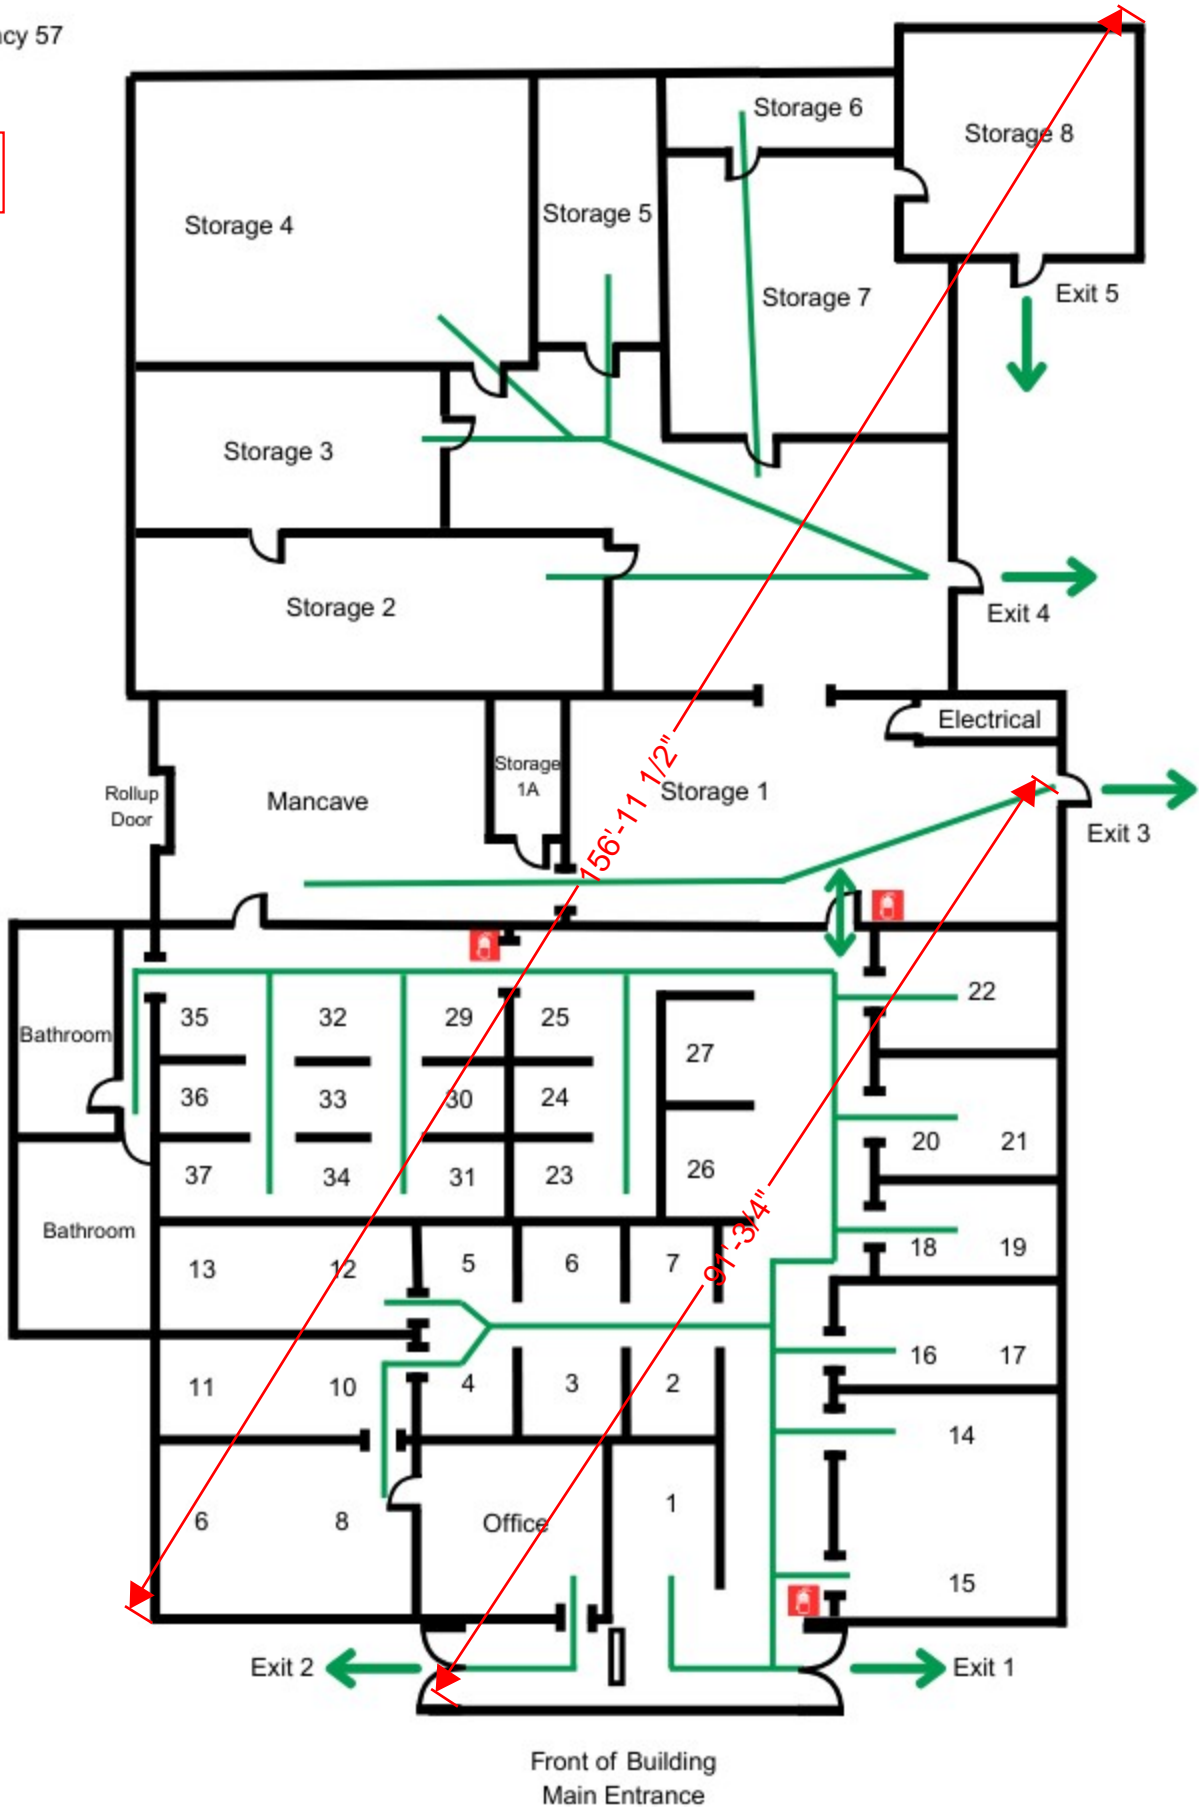 cy 57
Storage 6
Storage 8
Storage 5
Storage 4
Storage 7
Exit 5
Storage 3
Storage 2
Exit 4
Electrical
Storage
1A
Rollup
Door
Mancave
Storage 1
156'-11 1/2"
Exit 3
22
35
32
29
25
Bathroom
27
36
33
30
24
20
21
37
34
31
23
26
Bathroom
18
19
13
12
5
6
7
91'-3/4"
16
17
11
10
4
3
2
14
6
8
Office
1
15
Exit 2
Exit 1
Front of Building
Main Entrance